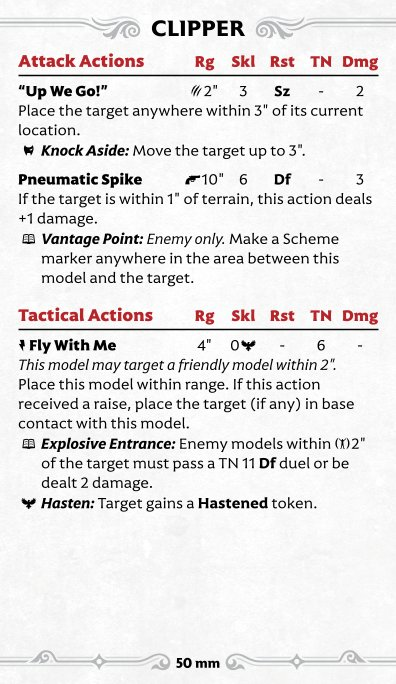 CLIPPER
Attack Actions Rg Skl Rst TN Dmg
“Up We Go!” 2" 3 Sz - 2
Place the target anywhere within 3" of its current
location.
Knock Aside: Move the target up to 3".
Pneumatic Spike 10" 6 Df - 3
If the target is within 1" of terrain, this action deals
+1 damage.
Vantage Point: Enemy only. Make a Scheme
marker anywhere in the area between this
model and the target.
Tactical Actions Rg Skl Rst TN Dmg
Fly With Me 4" 0 - 6 -
This model may target a friendly model within 2".
Place this model within range. If this action
received a raise, place the target (if any) in base
contact with this model.
Explosive Entrance: Enemy models within 2"
of the target must pass a TN 11 Df duel or be
dealt 2 damage.
Hasten: Target gains a Hastened token.
50 mm